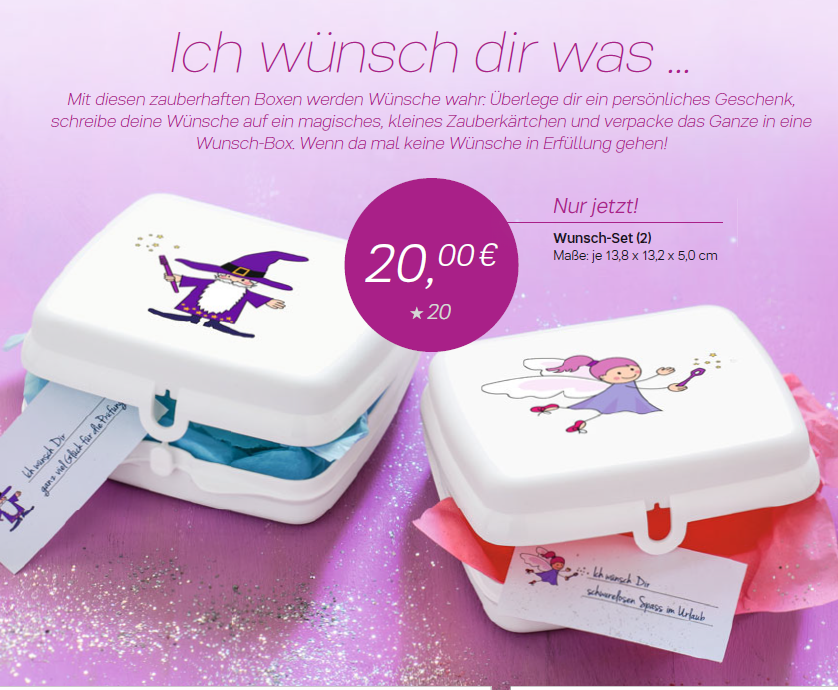 Ich wünsch dir was ...
Mit diesen zauberhaften Boxen werden Wünsche wahr: Überlege dir ein persönliches Geschenk,
schreibe deine Wünsche auf ein magisches, kleines Zauberkärtchen und verpacke das Ganze in eine
Wunsch-Box. Wenn da mal keine Wünsche in Erfüllung gehen!
Nur jetzt!
Wunsch-Set (2)
Maße: je 13,8 x 13,2 x 5,0 cm
20,00 €
★20
Ich wünsch Dir
ganz viel Glück für die Prüfung
Ich wünsch Dir
schwerelosen Spass im Urlaub